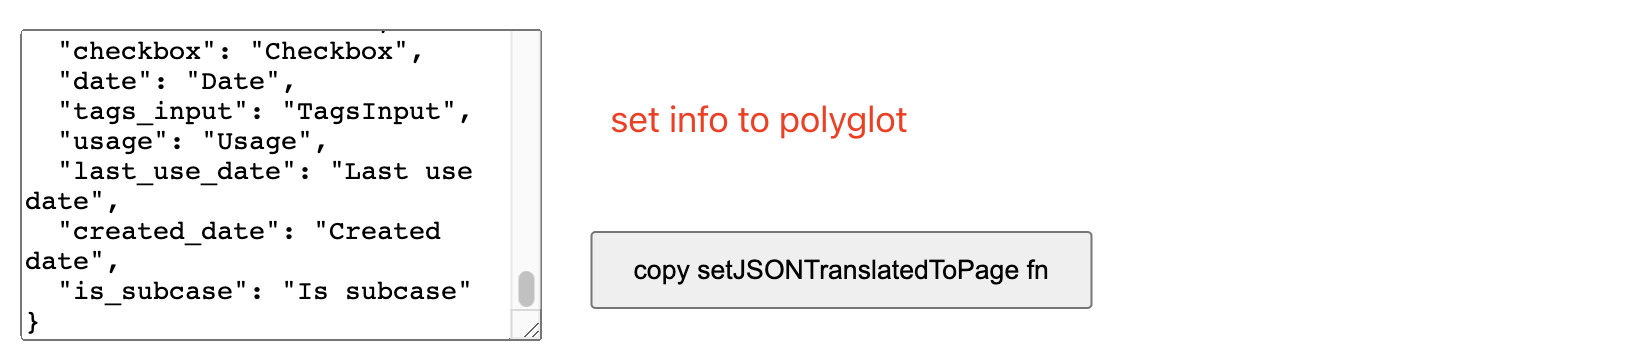 "checkbox": "Checkbox",
"date": "Date",
"tags_input": "TagsInput",
"usage": "Usage",
"last_use_date": "Last use
date",
"created_date": "Created
date",
"is_subcase": "Is subcase"
}
set info to polyglot
copy setJSONTranslatedToPage fn